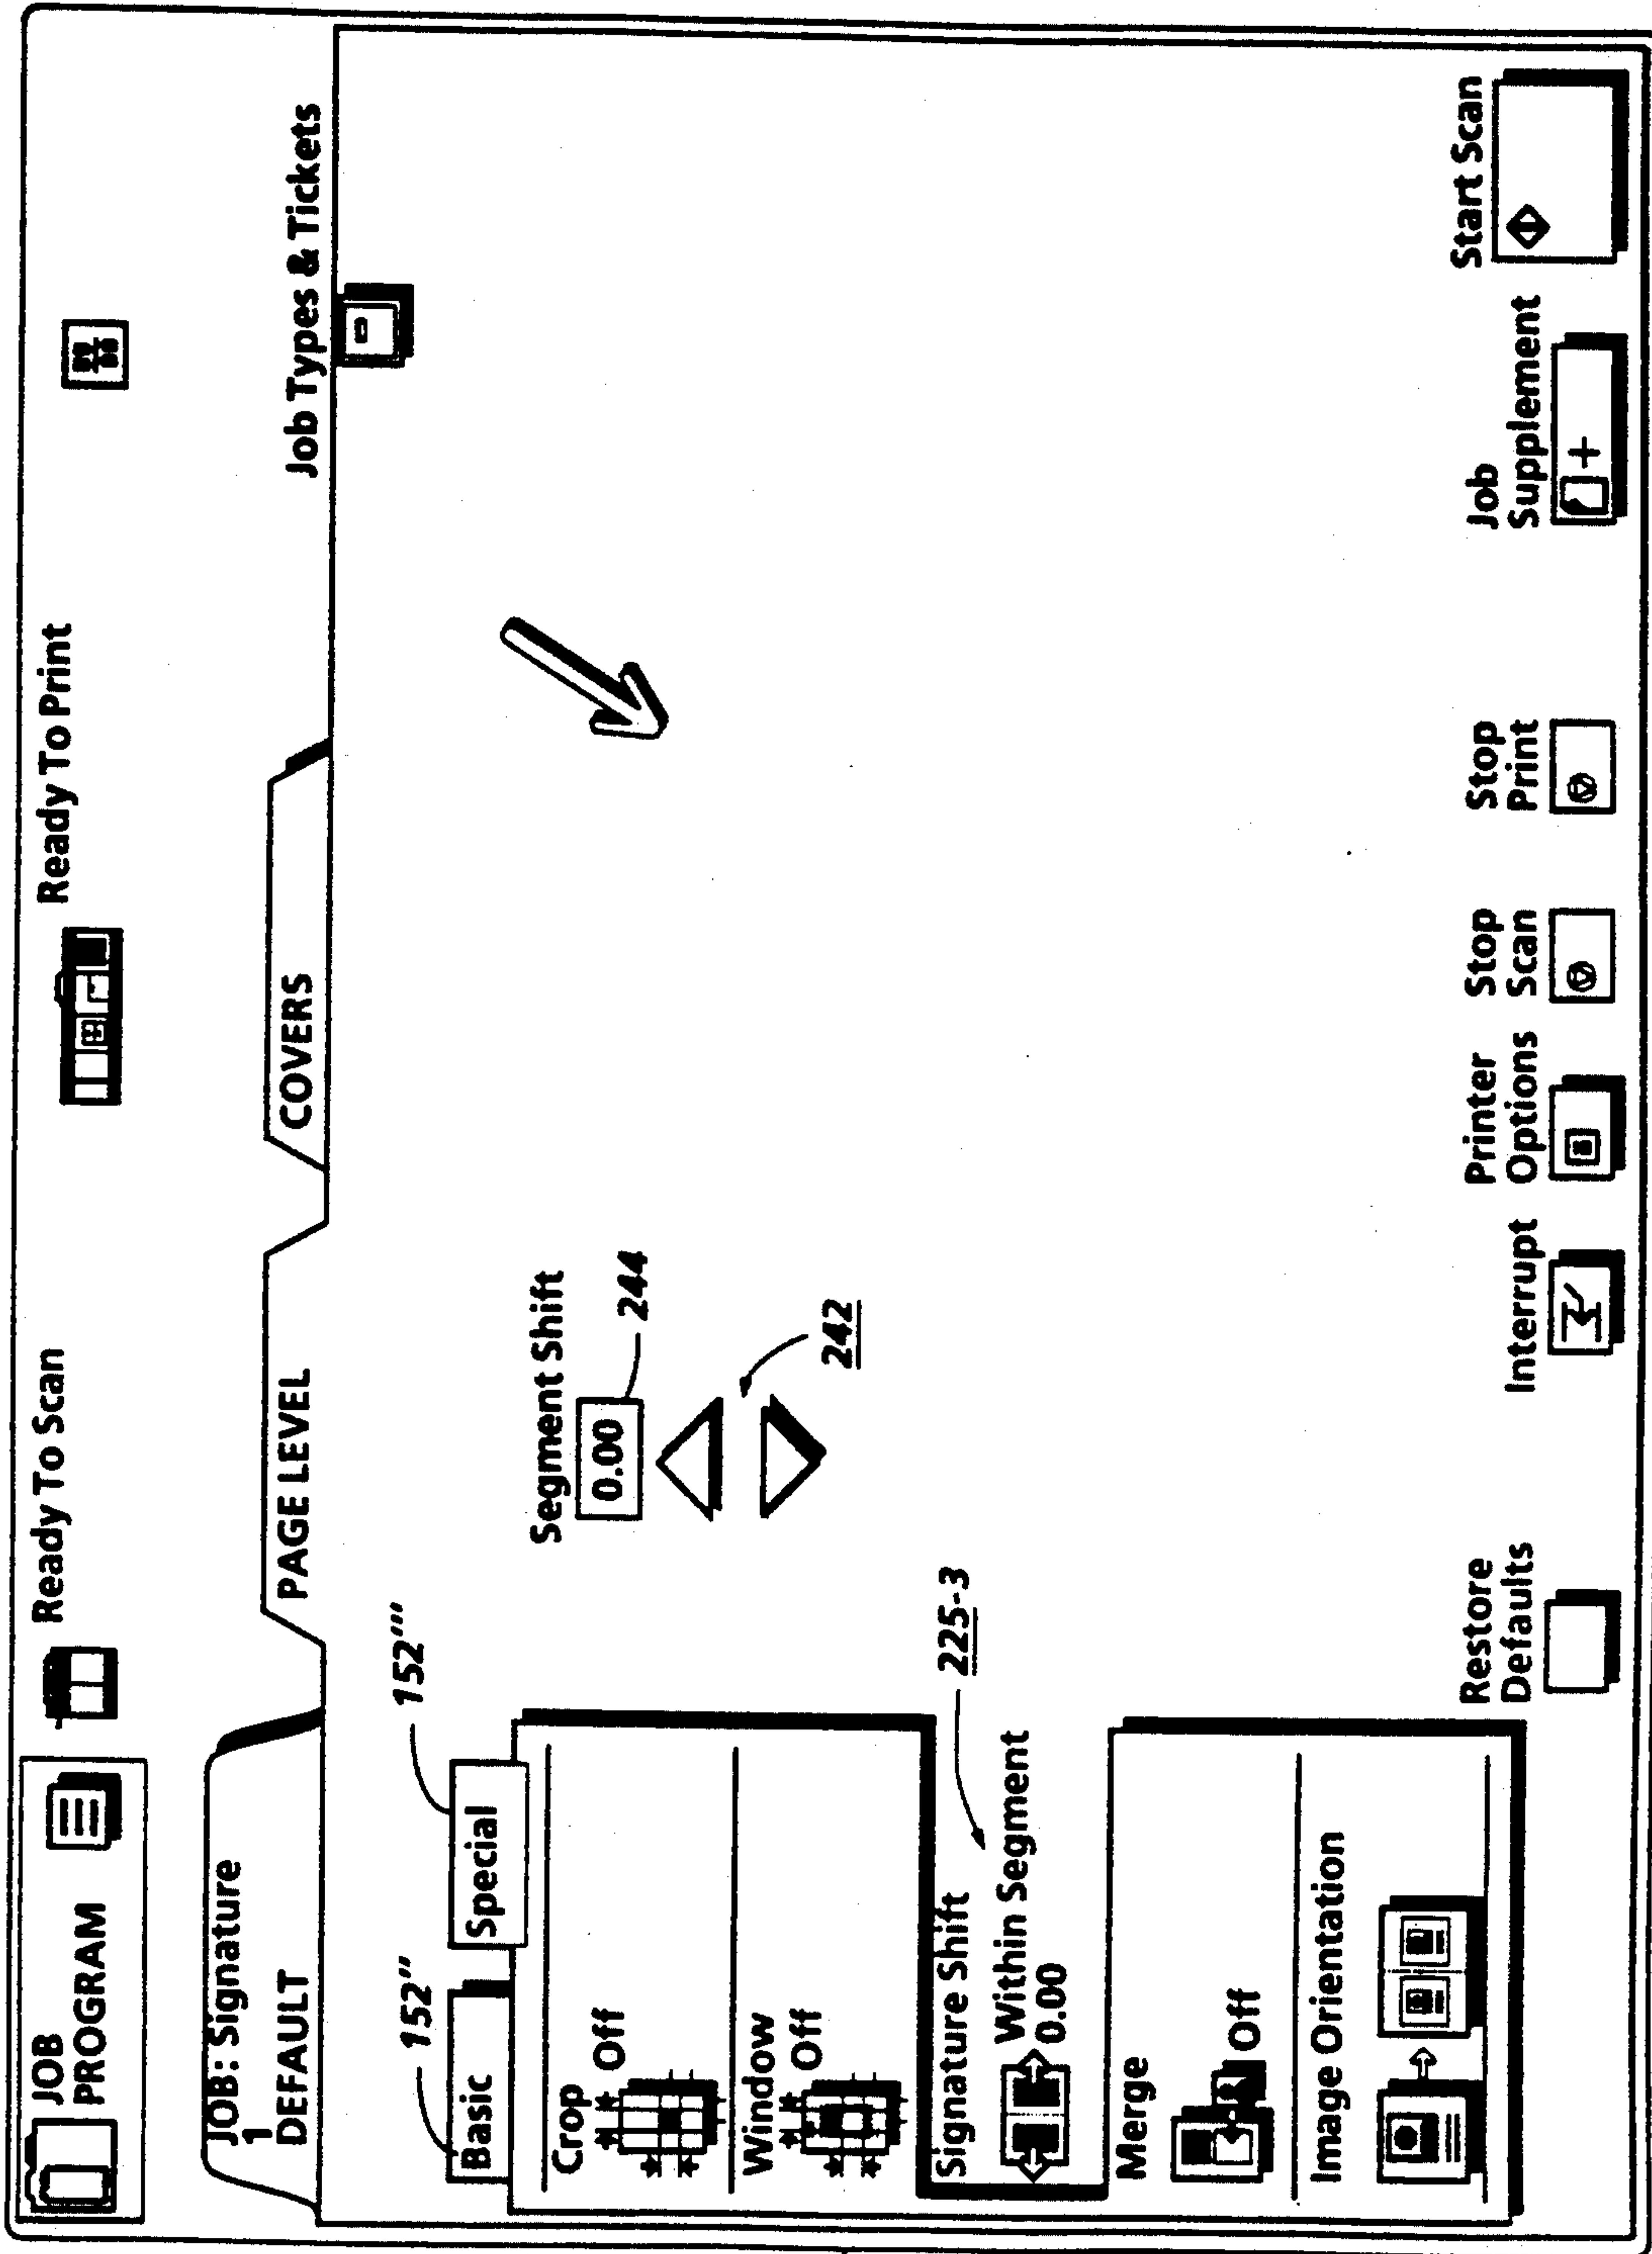 JOB
PROGRAM
Ready To Scan
Ready To Print
JOB: Signature
1
DEFAULT
PAGE LEVEL
COVERS
Job Types & Tickets
152″
152‴
Basic
Special
Crop
Off
Window
Off
Signature Shift
Within Segment
0.00
225-3
Merge
Off
Image Orientation
Segment Shift
0.00
244
242
Restore
Defaults
Interrupt
Printer
Options
Stop
Scan
Stop
Print
Job
Supplement
Start Scan